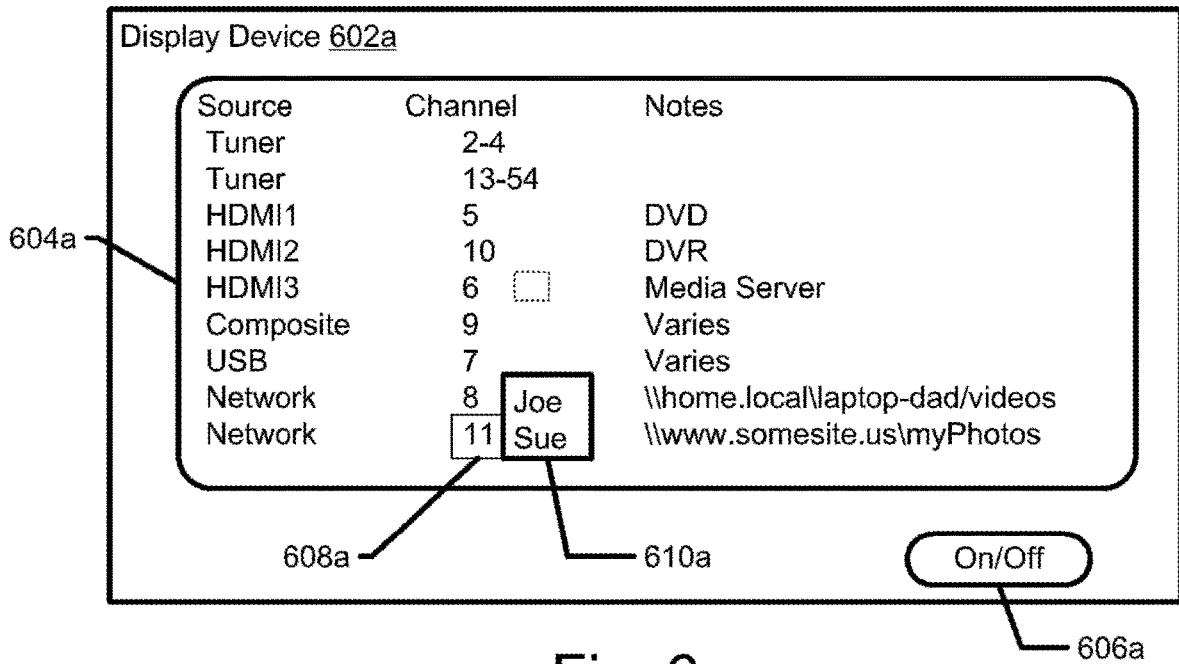 Display Device 602a
Source Channel Notes
Tuner 2-4
Tuner 13-54
HDMI1 5 DVD
HDMI2 10 DVR
604a
HDMI3 6 Media Server
Composite 9 Varies
USB 7 Varies
Network 8 Joe \\home.local\laptop-dad/videos
Network 11 Sue \\www.somesite.us\myPhotos
608a 610a On/Off
606a